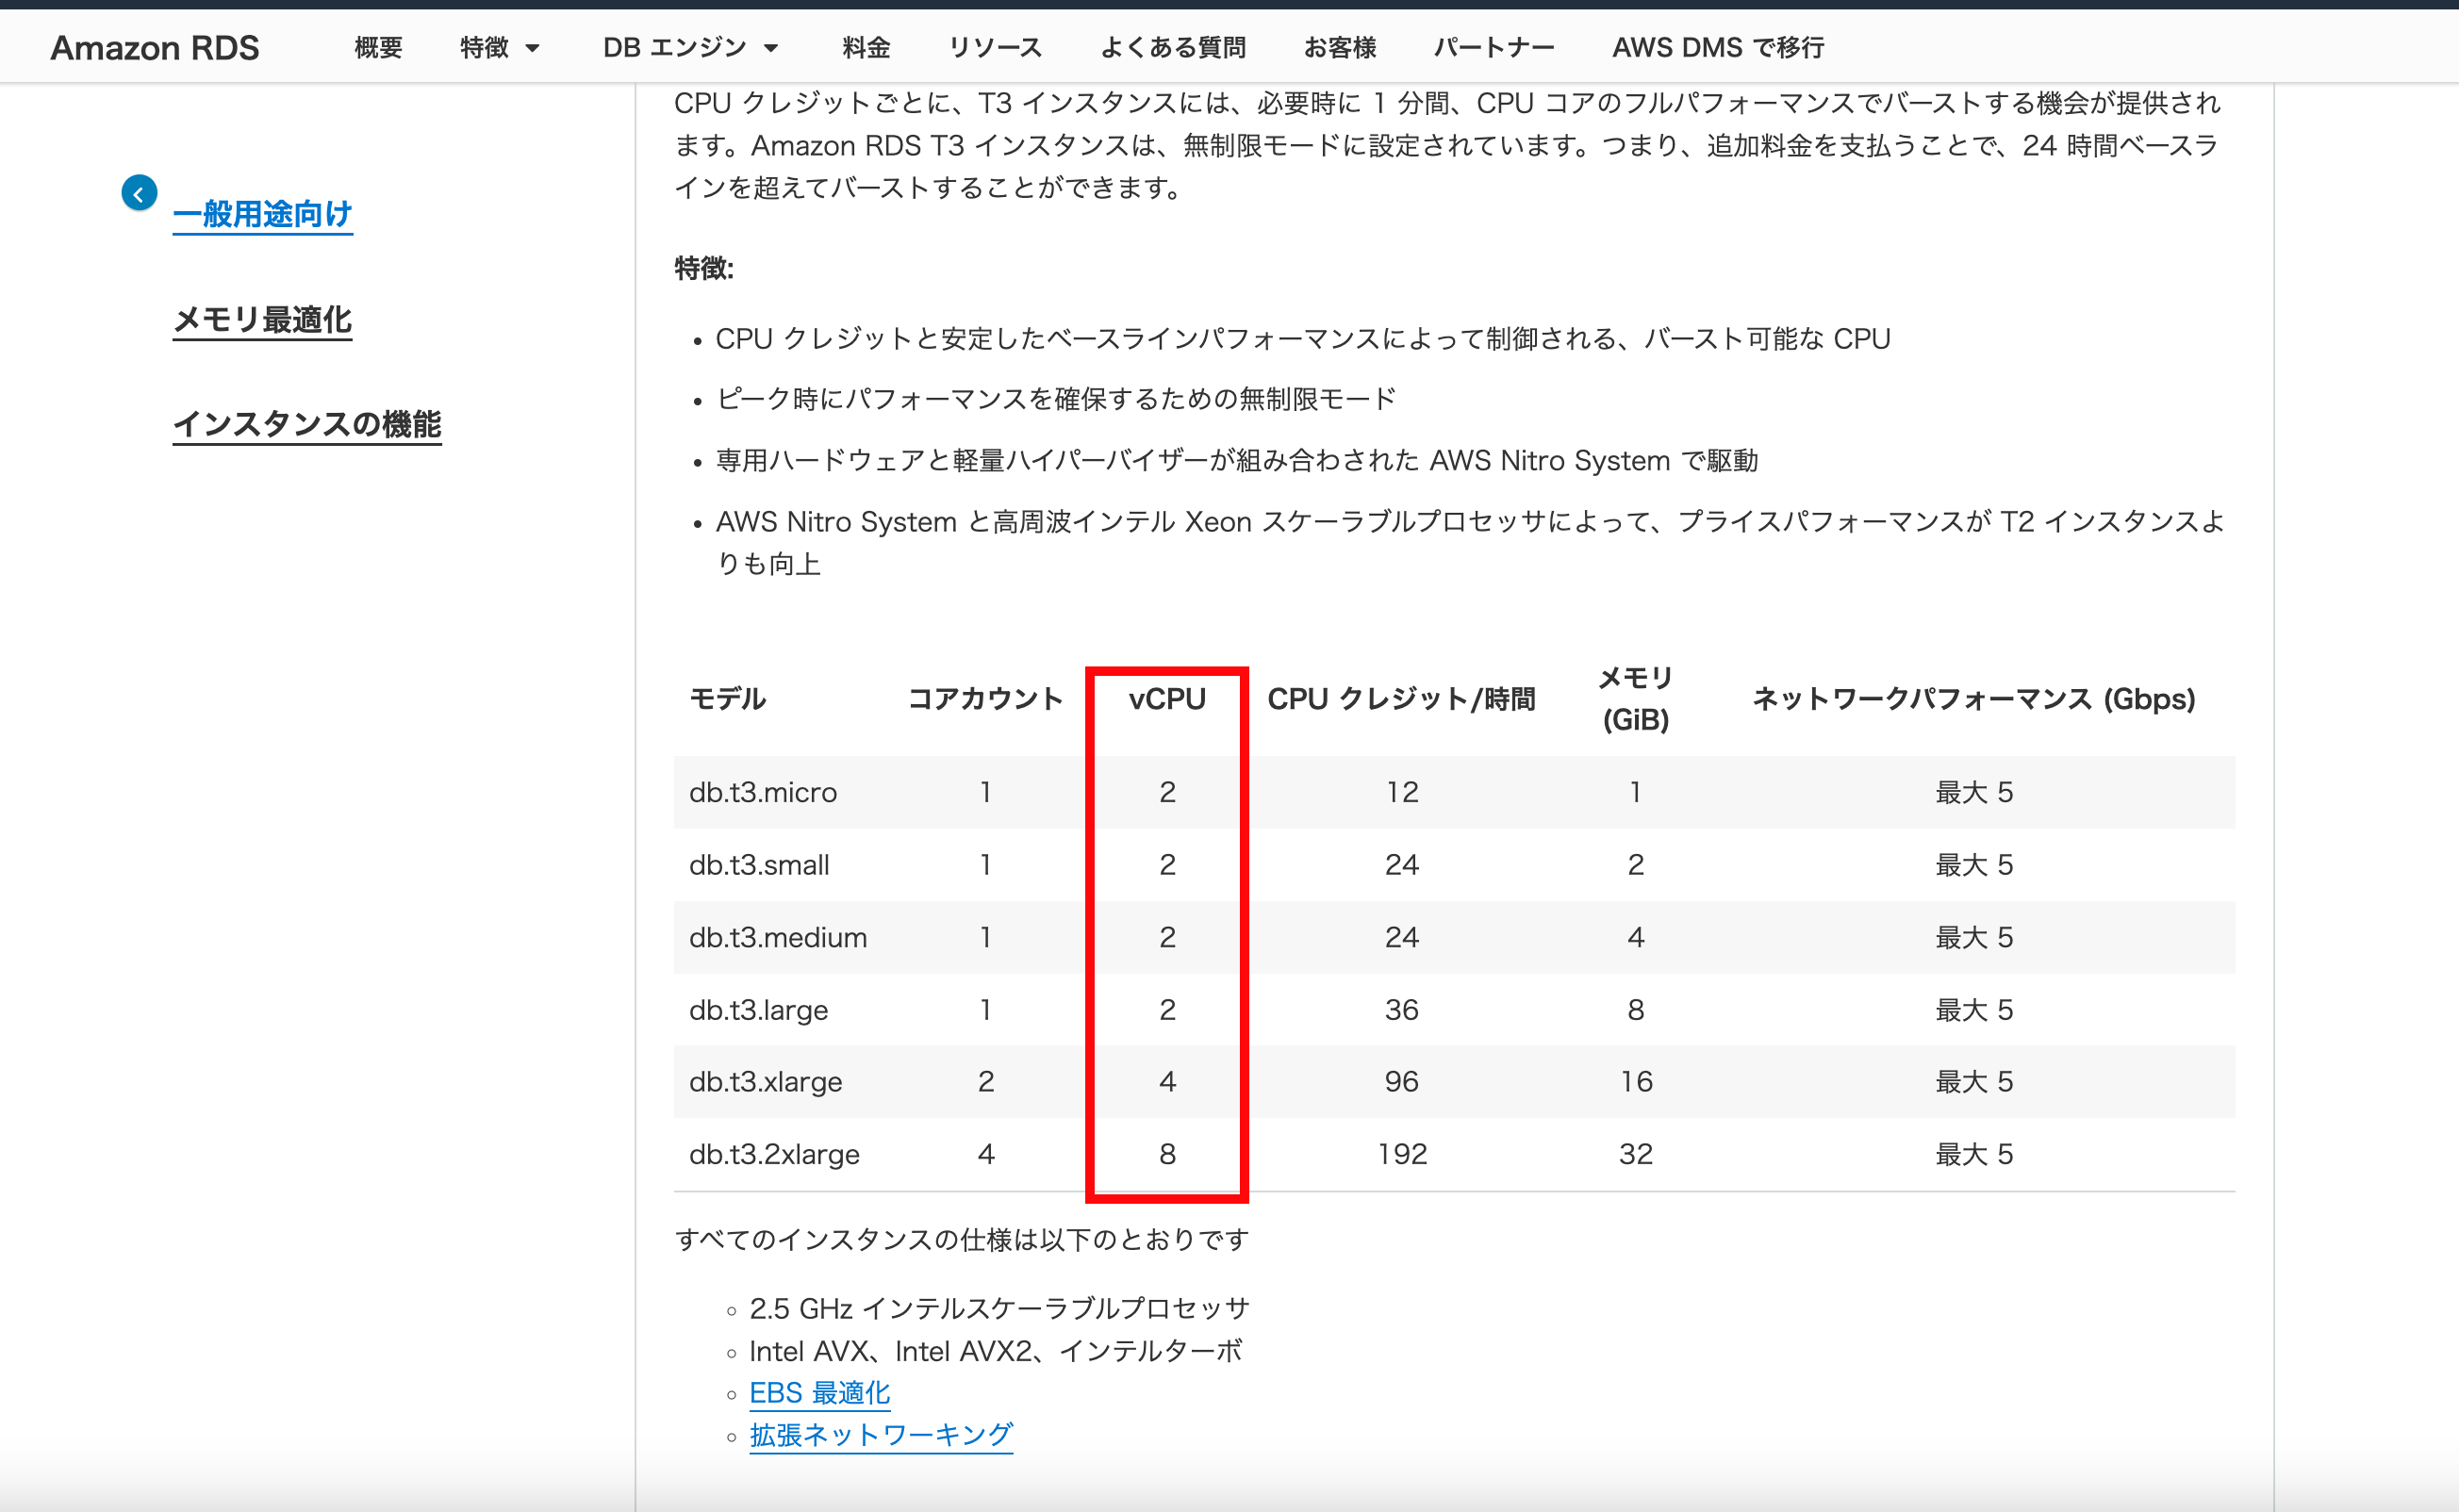 Amazon RDS 概要 特徴 DB エンジン 料金 リソース よくある質問 お客様 パートナー AWS DMS で移行
一般用途向け
メモリ最適化
インスタンスの機能
CPU クレジットごとに、T3 インスタンスには、必要時に 1 分間、CPU コアのフルパフォーマンスでバーストする機会が提供され
ます。Amazon RDS T3 インスタンスは、無制限モードに設定されています。つまり、追加料金を支払うことで、24 時間ベースラ
インを超えてバーストすることができます。
特徴:
• CPU クレジットと安定したベースラインパフォーマンスによって制御される、バースト可能な CPU
• ピーク時にパフォーマンスを確保するための無制限モード
• 専用ハードウェアと軽量ハイパーバイザーが組み合わされた AWS Nitro System で駆動
• AWS Nitro System と高周波インテル Xeon スケーラブルプロセッサによって、プライスパフォーマンスが T2 インスタンスよ
りも向上
モデル コアカウント vCPU CPU クレジット/時間 メモリ (GiB) ネットワークパフォーマンス (Gbps)
db.t3.micro 1 2 12 1 最大 5
db.t3.small 1 2 24 2 最大 5
db.t3.medium 1 2 24 4 最大 5
db.t3.large 1 2 36 8 最大 5
db.t3.xlarge 2 4 96 16 最大 5
db.t3.2xlarge 4 8 192 32 最大 5
すべてのインスタンスの仕様は以下のとおりです
◦ 2.5 GHz インテルスケーラブルプロセッサ
◦ Intel AVX、Intel AVX2、インテルターボ
◦ EBS 最適化
◦ 拡張ネットワーキング